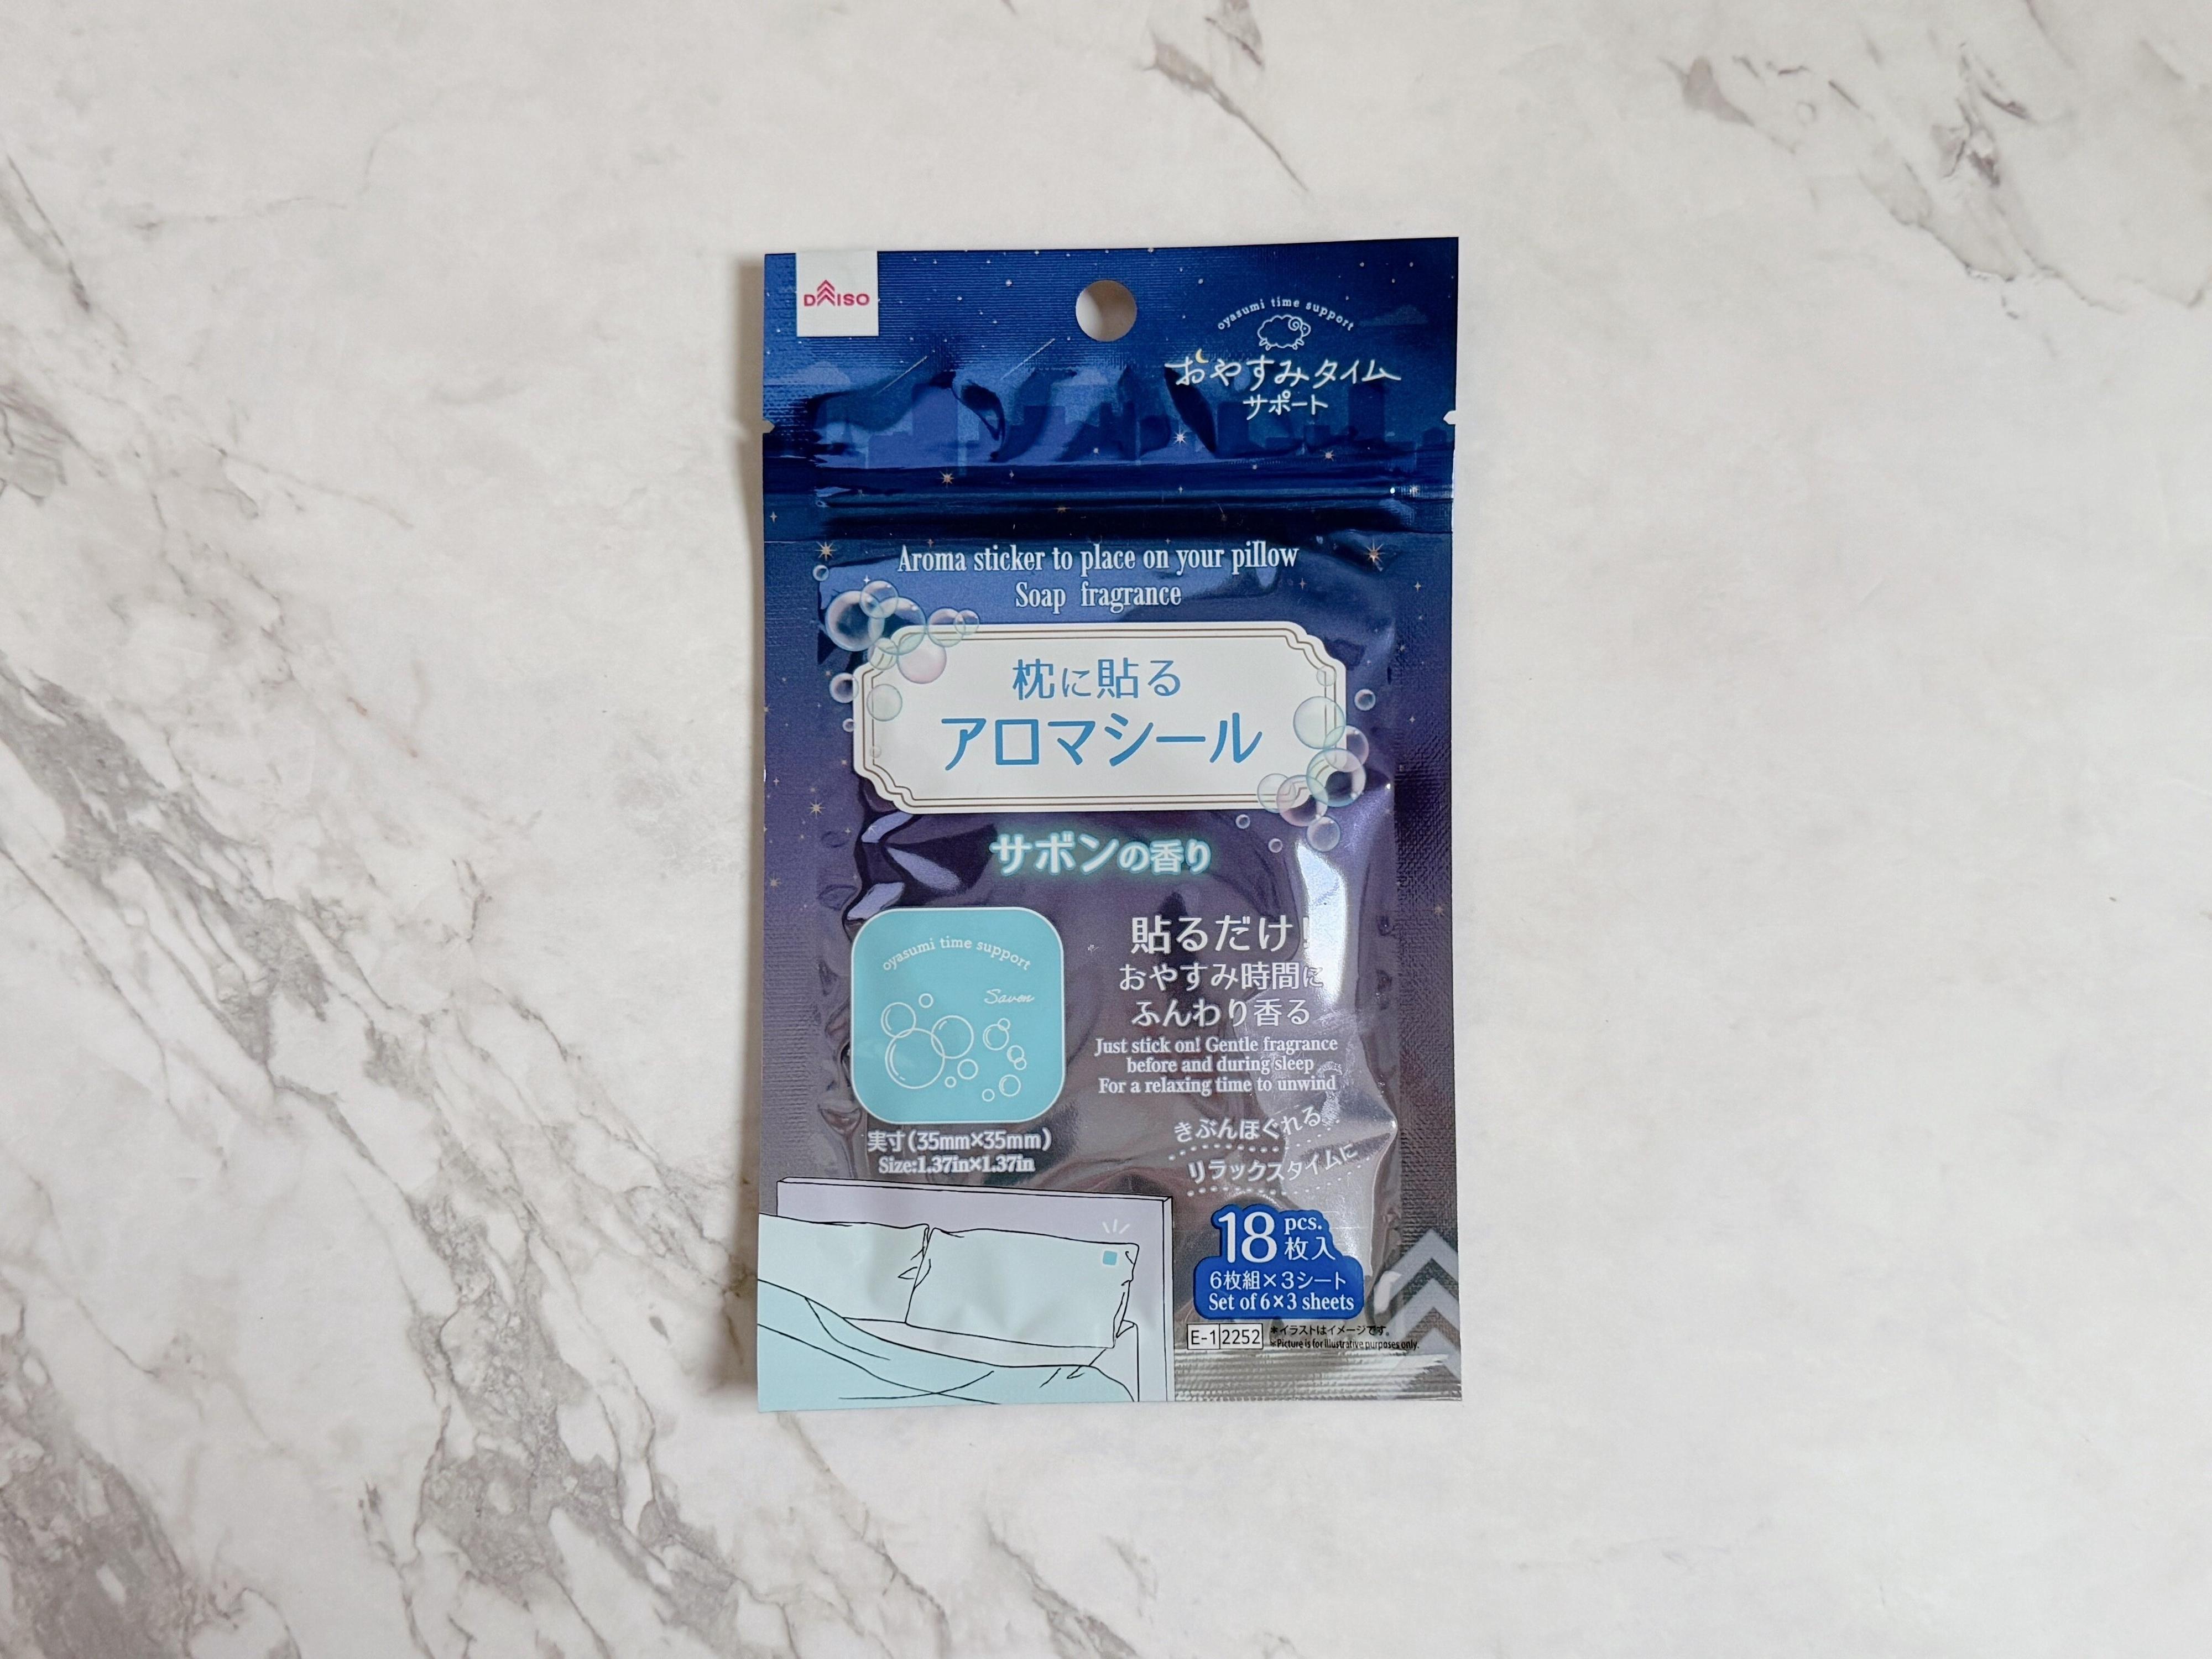 DAISO
oyasumi time support
おやすみタイム
サポート
Aroma sticker to place on your pillow
Soap fragrance
枕に貼る
アロマシール
サボンの香り
oyasumi time support
Savon
実寸(35mm×35mm)
Size:1.37in×1.37in
貼るだけ!
おやすみ時間に
ふんわり香る
Just stick on! Gentle fragrance
before and during sleep
For a relaxing time to unwind
きぶんほぐれる
リラックスタイムに
18 pcs.
枚入
6枚組×3シート
Set of 6×3 sheets
E-1 2252
※イラストはイメージです。
※Picture is for illustrative purposes only.